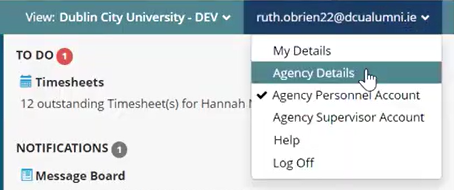 View: Dublin City University - DEV
ruth.obrien22@dcualumni.ie
TO DO 1
Timesheets
12 outstanding Timesheet(s) for Hannah
NOTIFICATIONS 1
Message Board
My Details
Agency Details
Agency Personnel Account
Agency Supervisor Account
Help
Log Off